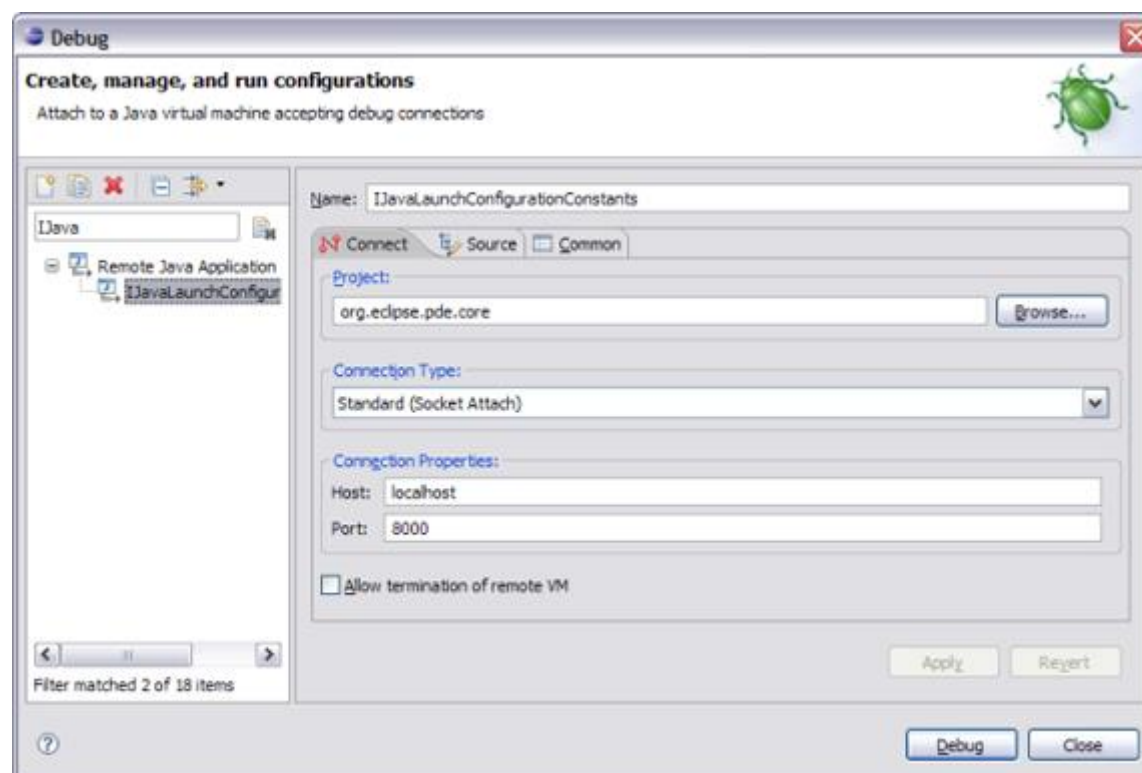 Debug
Create, manage, and run configurations
Attach to a Java virtual machine accepting debug connections
IJava
Remote Java Application
IJavaLaunchConfigur
Filter matched 2 of 18 items
Name: IJavaLaunchConfigurationConstants
Connect Source Common
Project:
org.eclipse.pde.core Browse...
Connection Type:
Standard (Socket Attach)
Connection Properties:
Host: localhost
Port: 8000
Allow termination of remote VM
Apply Revert
Debug Close